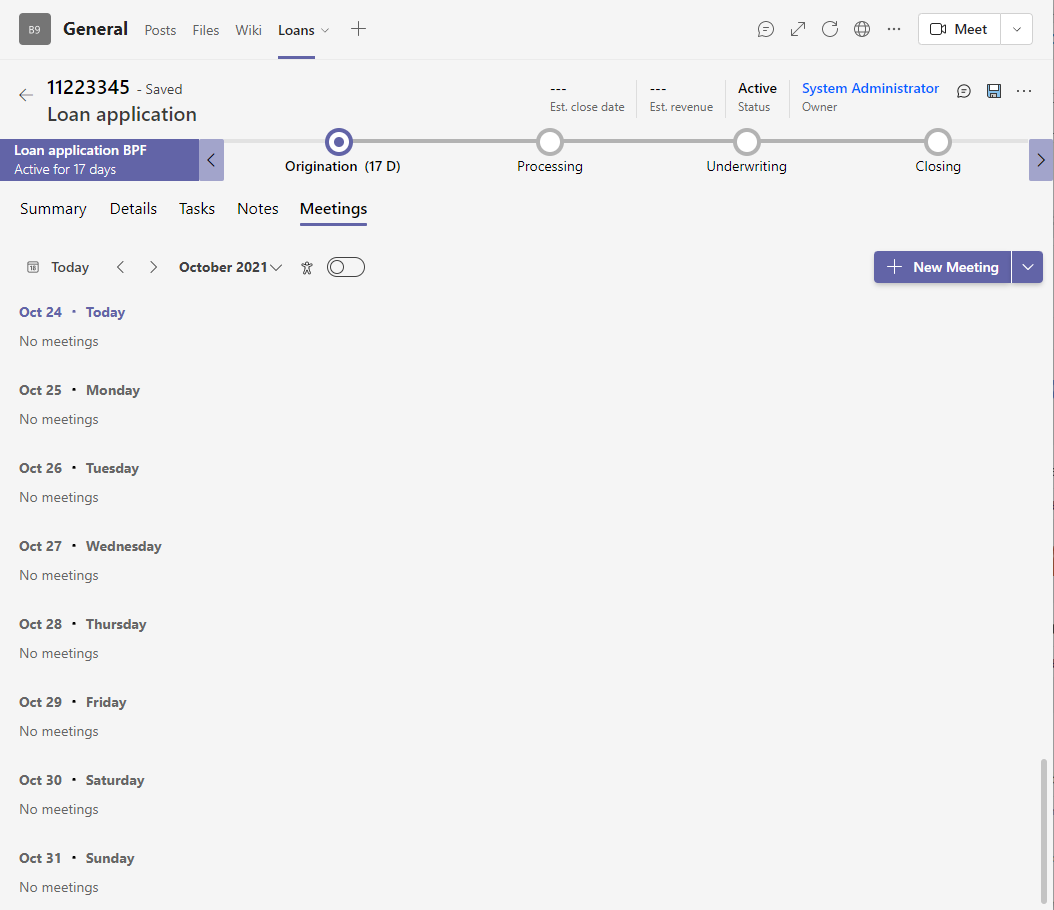 B9 General Posts Files Wiki Loans Meet
11223345 - Saved
Loan application
--- --- Active System Administrator
Est. close date Est. revenue Status Owner
Loan application BPF
Active for 17 days
Origination (17 D) Processing Underwriting Closing
Summary Details Tasks Notes Meetings
18 Today October 2021 New Meeting
Oct 24 · Today
No meetings
Oct 25 · Monday
No meetings
Oct 26 · Tuesday
No meetings
Oct 27 · Wednesday
No meetings
Oct 28 · Thursday
No meetings
Oct 29 · Friday
No meetings
Oct 30 · Saturday
No meetings
Oct 31 · Sunday
No meetings